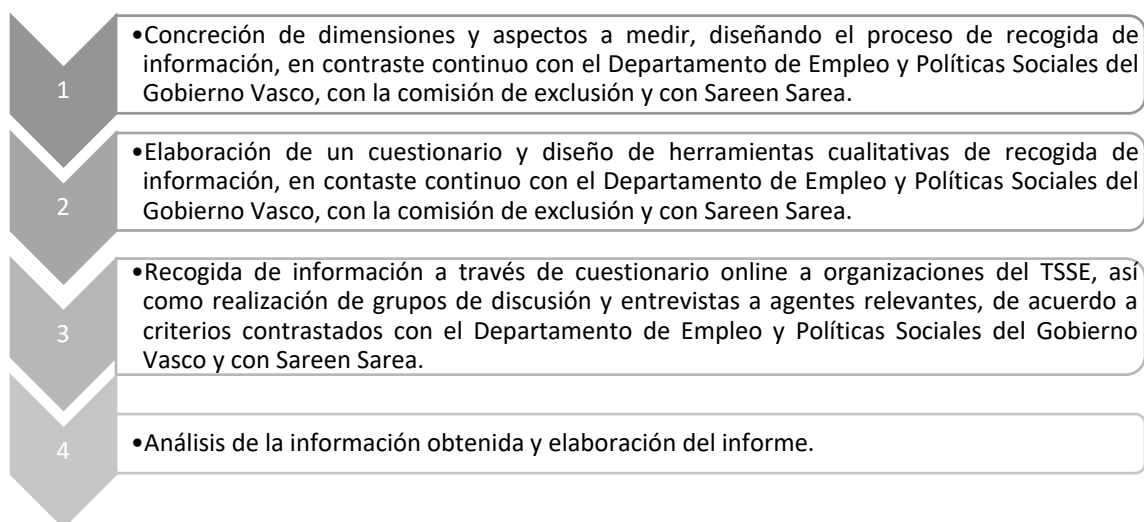 1
•Concreción de dimensiones y aspectos a medir, diseñando el proceso de recogida de
información, en contraste continuo con el Departamento de Empleo y Políticas Sociales del
Gobierno Vasco, con la comisión de exclusión y con Sareen Sarea.
2
•Elaboración de un cuestionario y diseño de herramientas cualitativas de recogida de
información, en contaste continuo con el Departamento de Empleo y Políticas Sociales del
Gobierno Vasco, con la comisión de exclusión y con Sareen Sarea.
3
•Recogida de información a través de cuestionario online a organizaciones del TSSE, así
como realización de grupos de discusión y entrevistas a agentes relevantes, de acuerdo a
criterios contrastados con el Departamento de Empleo y Políticas Sociales del Gobierno
Vasco y con Sareen Sarea.
4
•Análisis de la información obtenida y elaboración del informe.